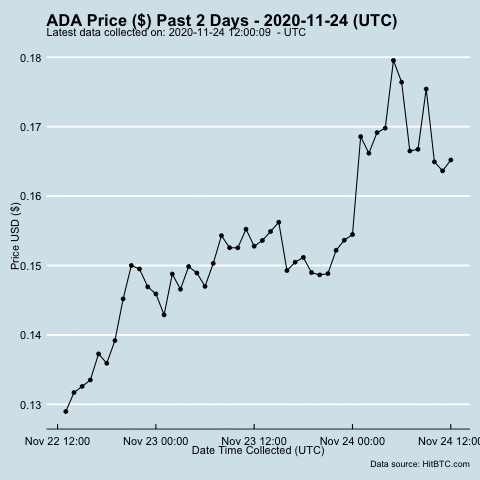 ADA Price ($) Past 2 Days - 2020-11-24 (UTC)
Latest data collected on: 2020-11-24 12:00:09 - UTC
0.18
0.17
0.16
0.15
0.14
0.13
Price USD ($)
Nov 22 12:00 Nov 23 00:00 Nov 23 12:00 Nov 24 00:00 Nov 24 12:00
Date Time Collected (UTC)
Data source: HitBTC.com